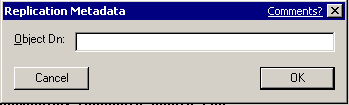 Replication Metadata Comments?
Object Dn:
Cancel OK